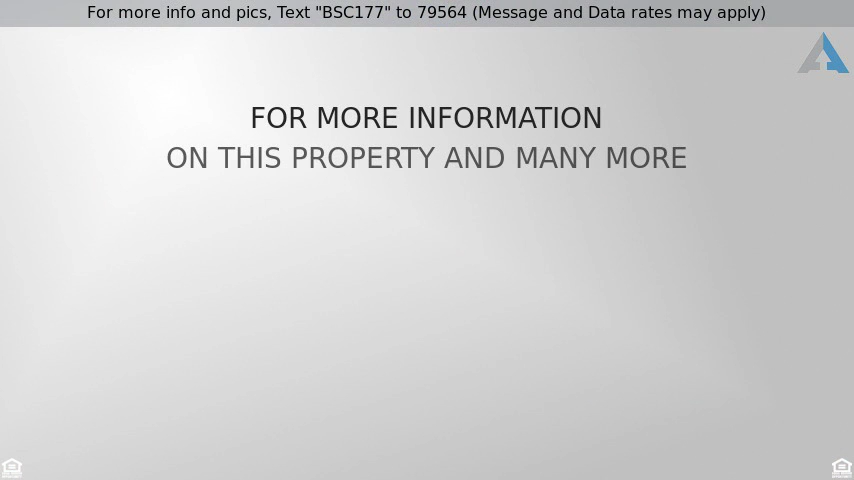 For more info and pics, Text "BSC177" to 79564 (Message and Data rates may apply)
FOR MORE INFORMATION
ON THIS PROPERTY AND MANY MORE